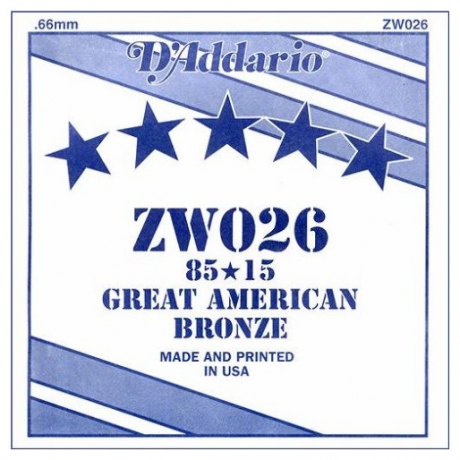 .66mm ZW026
D'Addario
ZW026
85★15
GREAT AMERICAN
BRONZE
MADE AND PRINTED
IN USA